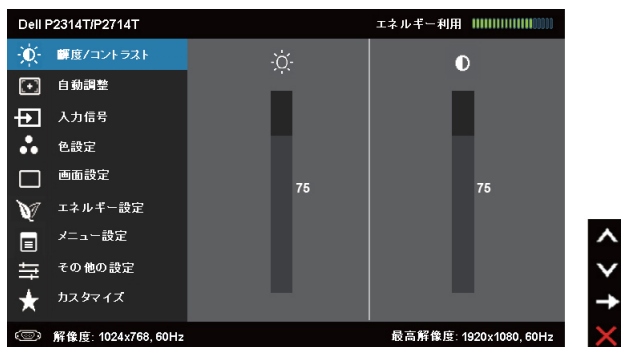 Dell P2314T/P2714T
エネルギー利用
輝度/コントラスト
自動調整
入力信号
色設定
画面設定
エネルギー設定
メニュー設定
その他の設定
カスタマイズ
75
75
解像度: 1024x768, 60Hz
最高解像度: 1920x1080, 60Hz